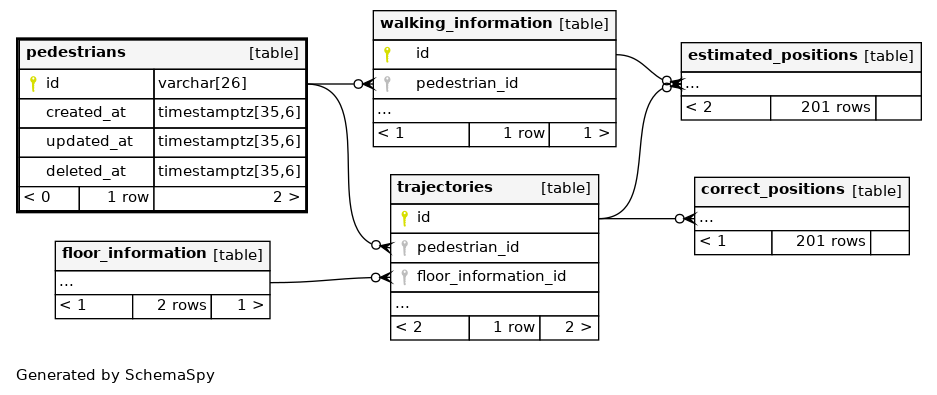 pedestrians [table]
id varchar[26]
created_at timestamptz[35,6]
updated_at timestamptz[35,6]
deleted_at timestamptz[35,6]
< 0 1 row 2 >
walking_information [table]
id
pedestrian_id
...
< 1 1 row 1 >
estimated_positions [table]
...
< 2 201 rows
trajectories [table]
id
pedestrian_id
floor_information_id
...
< 2 1 row 2 >
correct_positions [table]
...
< 1 201 rows
floor_information [table]
...
< 1 2 rows 1 >
Generated by SchemaSpy